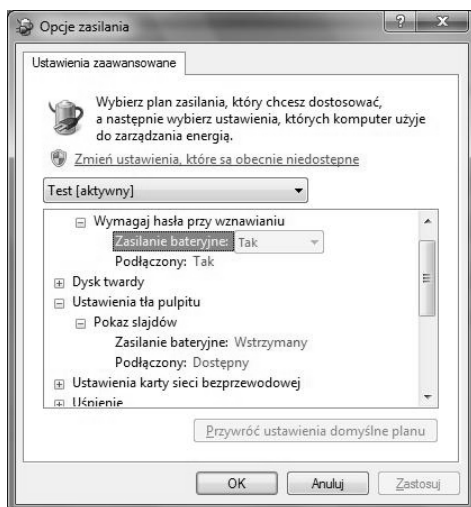 Opcje zasilania
Ustawienia zaawansowane
Wybierz plan zasilania, który chcesz dostosować,
a następnie wybierz ustawienia, których komputer użyje
do zarządzania energią.
Zmień ustawienia, które są obecnie niedostępne
Test [aktywny]
Wymagaj hasła przy wznawianiu
Zasilanie bateryjne: Tak
Podłączony: Tak
Dysk twardy
Ustawienia tła pulpitu
Pokaz slajdów
Zasilanie bateryjne: Wstrzymany
Podłączony: Dostępny
Ustawienia karty sieci bezprzewodowej
Uśpienie
Przywróć ustawienia domyślne planu
OK Anuluj Zastosuj